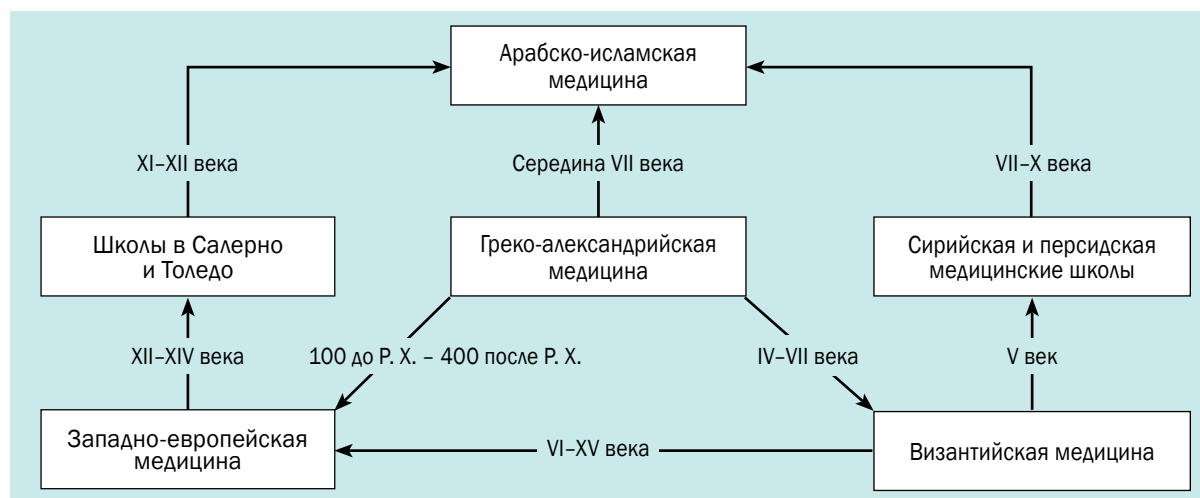 Арабско-исламская
медицина
XI–XII века
Середина VII века
VII–X века
Школы в Салерно
и Толедо
Греко-александрийская
медицина
Сирийская и персидская
медицинские школы
XII–XIV века
100 до Р. Х. – 400 после Р. Х.
IV–VII века
V век
Западно-европейская
медицина
VI–XV века
Византийская медицина